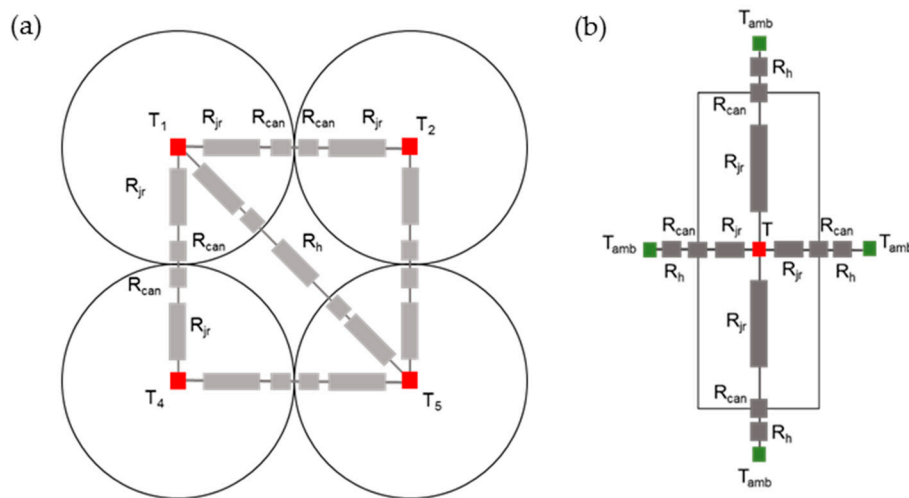 (a)
T1 Rjr Rcan Rcan Rjr T2
Rjr
Rcan
Rh
Rcan
Rjr
T4
T5
(b)
Tamb
Rh
Rcan
Rjr
Tamb Rcan Rjr T Rcan Tamb
Rh Rjr Rh
Rjr
Rcan
Rh
Tamb